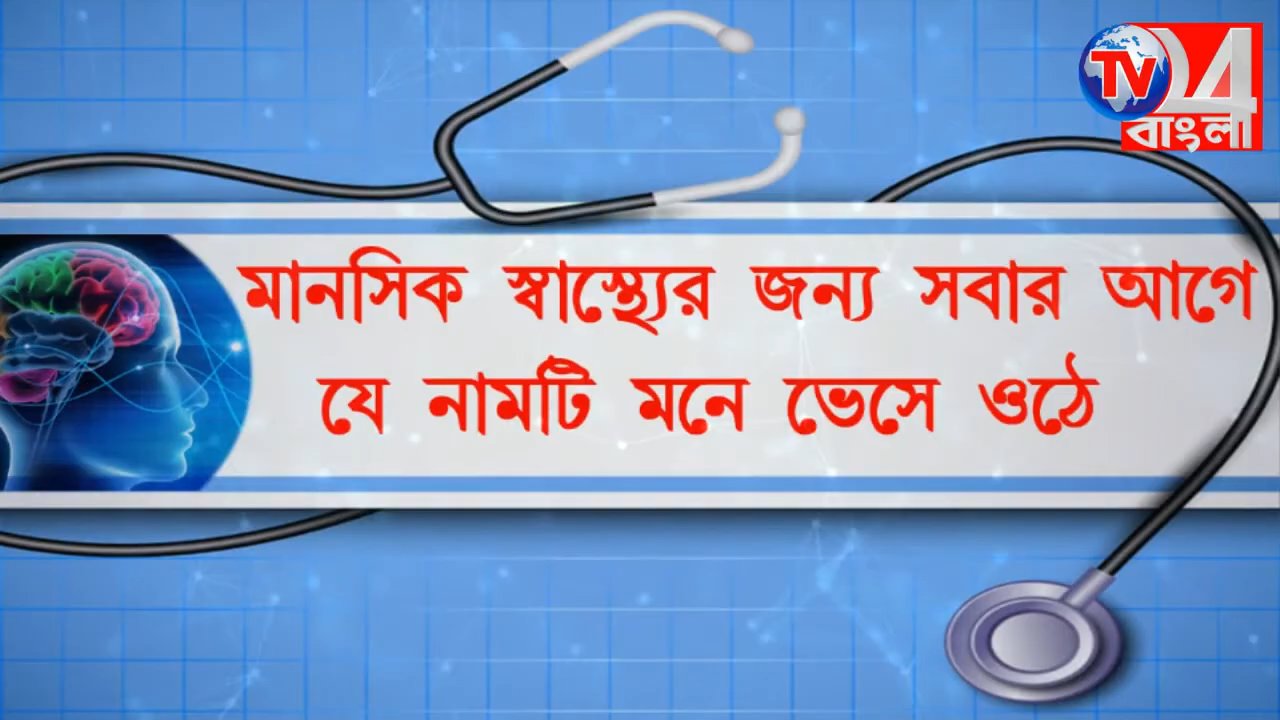 TV 24
বাংলা
মানসিক স্বাস্থ্যের জন্য সবার আগে
যে নামটি মনে ভেসে ওঠে